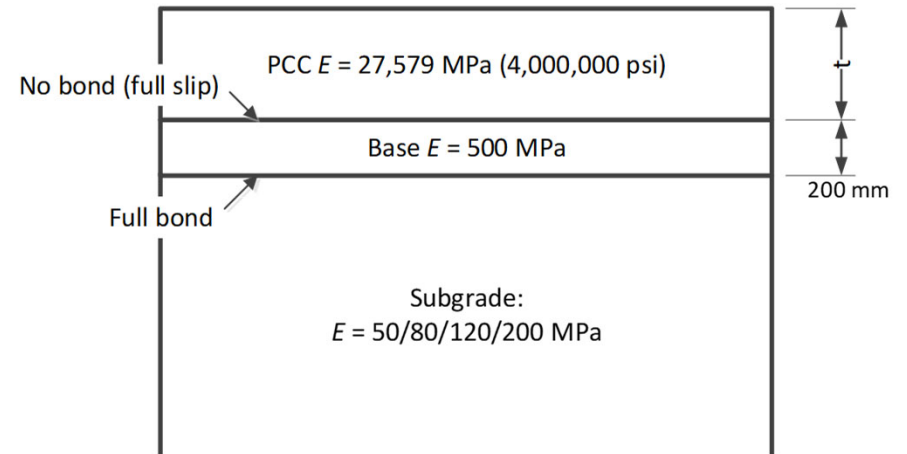 PCC E = 27,579 MPa (4,000,000 psi)
t
No bond (full slip)
Base E = 500 MPa
200 mm
Full bond
Subgrade:
E = 50/80/120/200 MPa